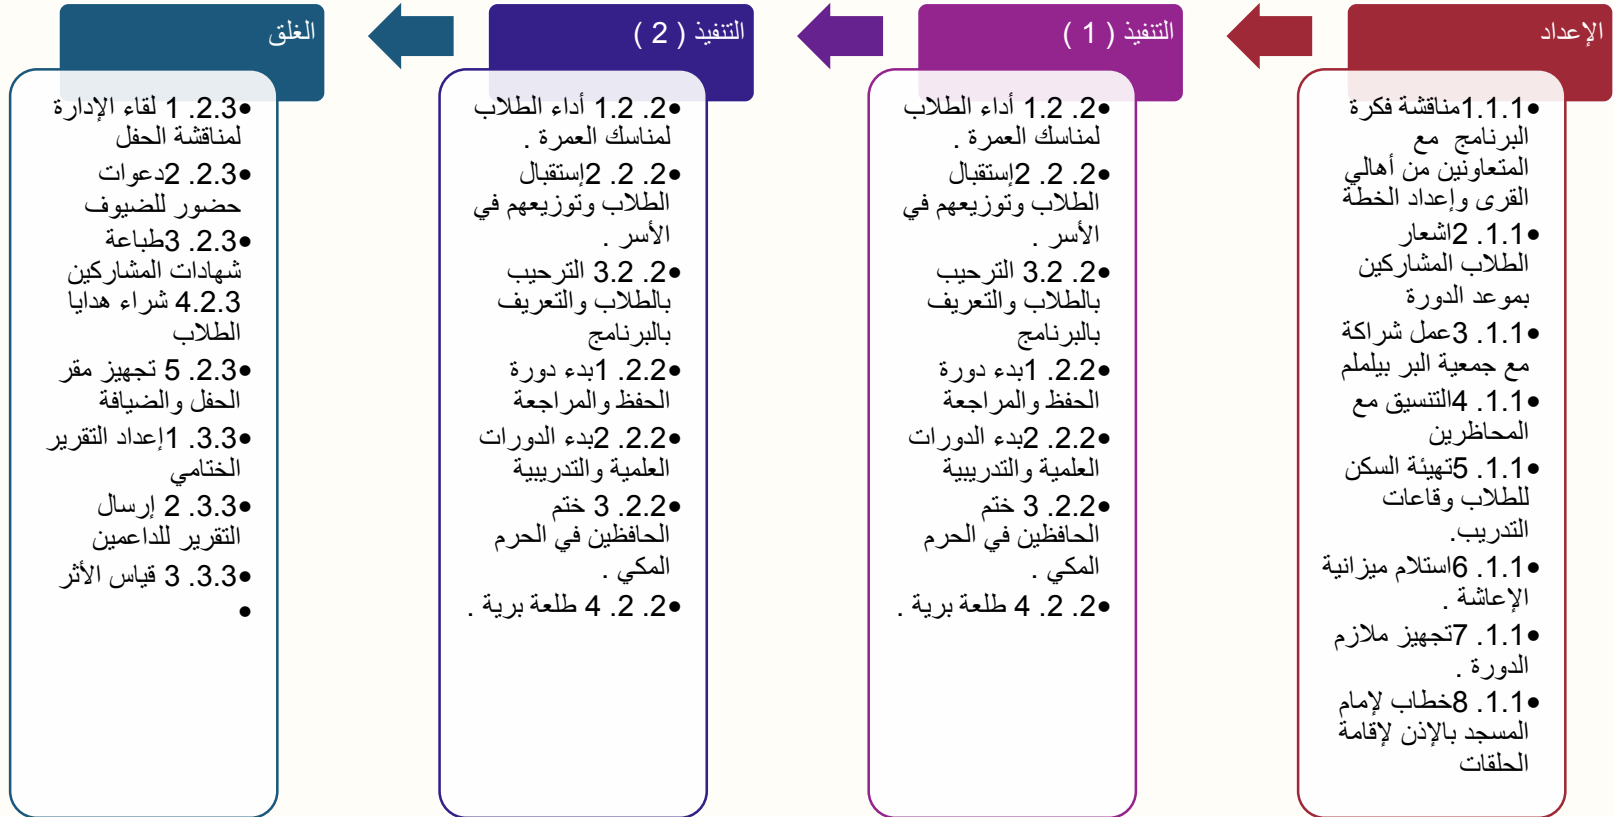 الإعداد
1.1.1مناقشة فكرة
البرنامج مع
المتعاونين من أهالي
القرى وإعداد الخطة
1.1. 2اشعار
الطلاب المشاركين
بموعد الدورة
1.1. 3عمل شراكة
مع جمعية البر بيلملم
1.1. 4التنسيق مع
المحاظرين
1.1. 5تهيئة السكن
للطلاب وقاعات
التدريب.
1.1. 6استلام ميزانية
الإعاشة .
1.1. 7تجهيز ملازم
الدورة .
1.1. 8خطاب لإمام
المسجد بالإذن لإقامة
الحلقات
التنفيذ ( 1 )
2. 1.2 أداء الطلاب
لمناسك العمرة .
2. 2. 2إستقبال
الطلاب وتوزيعهم في
الأسر .
2. 3.2 الترحيب
بالطلاب والتعريف
بالبرنامج
2.2. 1بدء دورة
الحفظ والمراجعة
2.2. 2بدء الدورات
العلمية والتدريبية
2.2. 3 ختم
الحافظين في الحرم
المكي .
2. 2. 4 طلعة برية .
التنفيذ ( 2 )
2. 1.2 أداء الطلاب
لمناسك العمرة .
2. 2. 2إستقبال
الطلاب وتوزيعهم في
الأسر .
2. 3.2 الترحيب
بالطلاب والتعريف
بالبرنامج
2.2. 1بدء دورة
الحفظ والمراجعة
2.2. 2بدء الدورات
العلمية والتدريبية
2.2. 3 ختم
الحافظين في الحرم
المكي .
2. 2. 4 طلعة برية .
الغلق
2.3. 1 لقاء الإدارة
لمناقشة الحفل
2.3. 2دعوات
حضور للضيوف
2.3. 3طباعة
شهادات المشاركين
4.2.3 شراء هدايا
الطلاب
2.3. 5 تجهيز مقر
الحفل والضيافة
3.3. 1إعداد التقرير
الختامي
3.3. 2 إرسال
التقرير للداعمين
3.3. 3 قياس الأثر